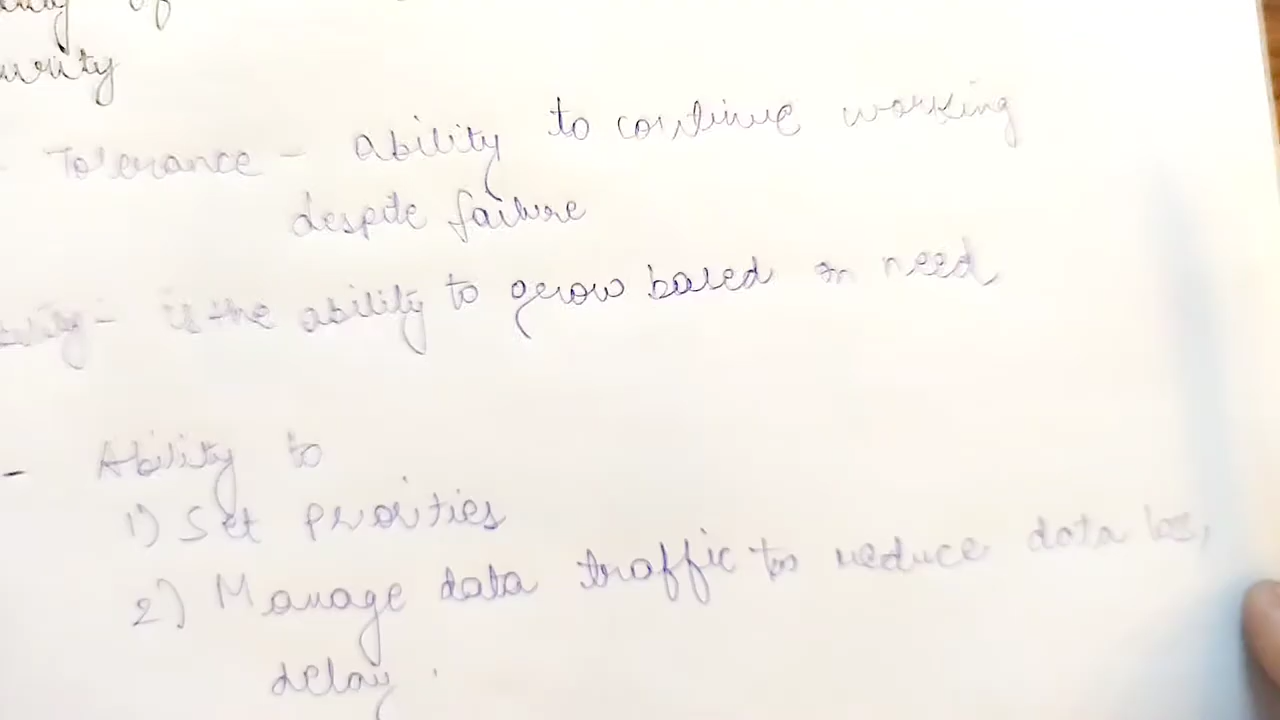 of
Tolerance - ability to continue working
despite failure
is the ability to grow based on need
- Ability to
1) Set priorities
2) Manage data traffic to reduce data loss,
delay.